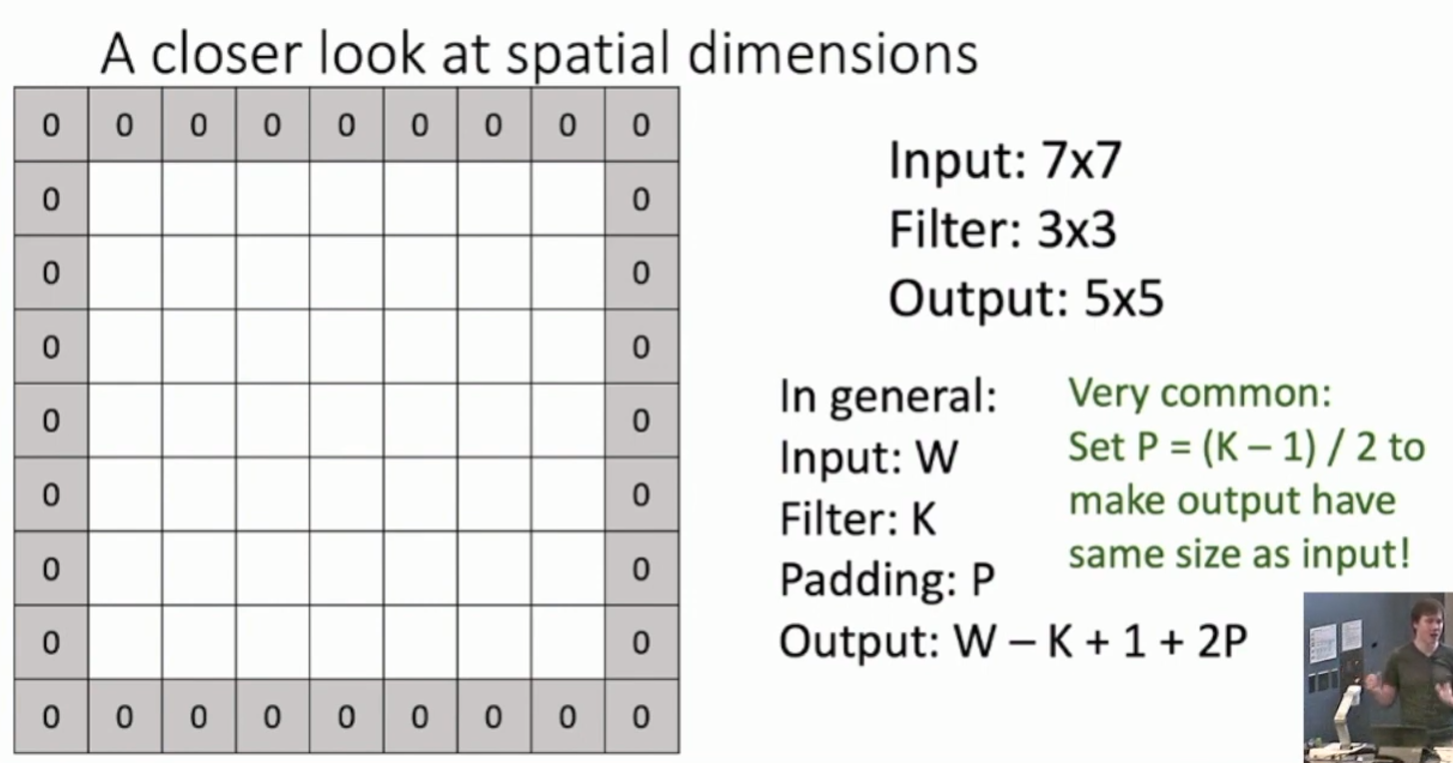 A closer look at spatial dimensions
0 0 0 0 0 0 0 0 0
0 0
0 0
0 0
0 0
0 0
0 0
0 0
0 0 0 0 0 0 0 0 0
Input: 7x7
Filter: 3x3
Output: 5x5
In general:
Input: W
Filter: K
Padding: P
Output: W – K + 1 + 2P
Very common:
Set P = (K – 1) / 2 to
make output have
same size as input!